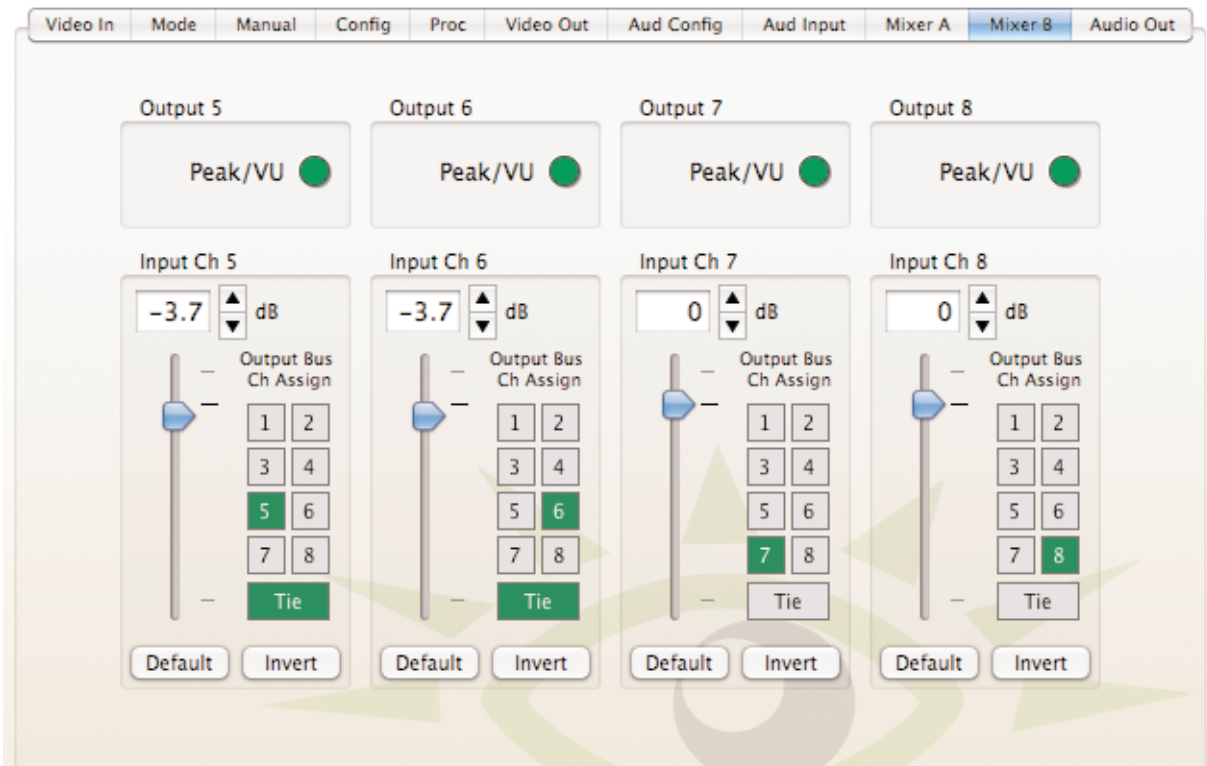 Video In Mode Manual Config Proc Video Out Aud Config Aud Input Mixer A Mixer B Audio Out
Output 5 Output 6 Output 7 Output 8
Peak/VU Peak/VU Peak/VU Peak/VU
Input Ch 5 Input Ch 6 Input Ch 7 Input Ch 8
-3.7 dB -3.7 dB 0 dB 0 dB
Output Bus Output Bus Output Bus Output Bus
Ch Assign Ch Assign Ch Assign Ch Assign
1 2 1 2 1 2 1 2
3 4 3 4 3 4 3 4
5 6 5 6 5 6 5 6
7 8 7 8 7 8 7 8
Tie Tie Tie Tie
Default Invert Default Invert Default Invert Default Invert